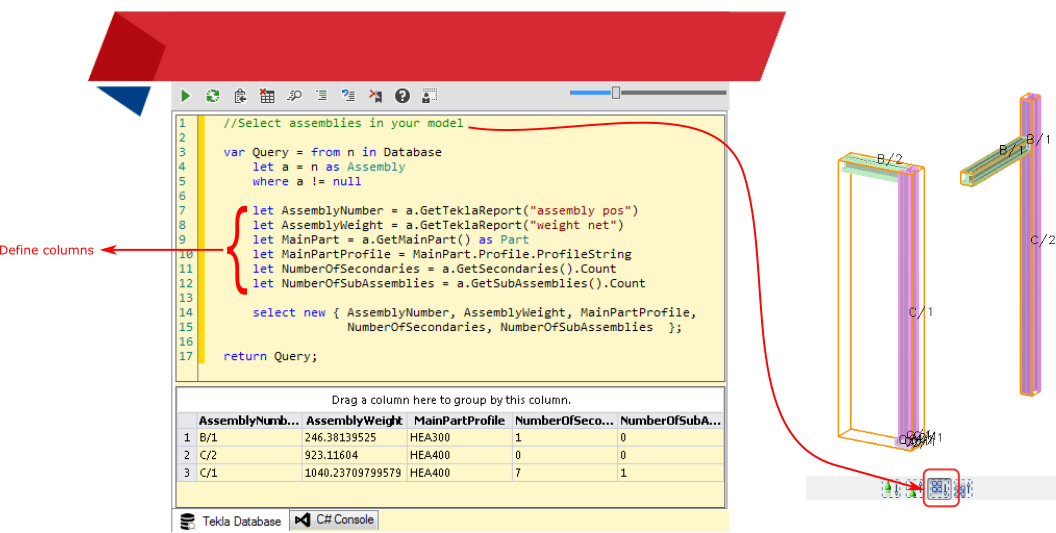 1 //Select assemblies in your model
2
3 var Query = from n in Database
4 let a = n as Assembly
5 where a != null
6
7 let AssemblyNumber = a.GetTeklaReport("assembly pos")
8 let AssemblyWeight = a.GetTeklaReport("weight net")
9 let MainPart = a.GetMainPart() as Part
10 let MainPartProfile = MainPart.Profile.ProfileString
11 let NumberOfSecondaries = a.GetSecondaries().Count
12 let NumberOfSubAssemblies = a.GetSubAssemblies().Count
13
14 select new { AssemblyNumber, AssemblyWeight, MainPartProfile,
15 NumberOfSecondaries, NumberOfSubAssemblies };
16
17 return Query;
Define columns
Drag a column here to group by this column.
AssemblyNumb... AssemblyWeight MainPartProfile NumberOfSeco... NumberOfSubA...
1 B/1 246.38139525 HEA300 1 0
2 C/2 923.11604 HEA400 0 0
3 C/1 1040.23709799579 HEA400 7 1
Tekla Database C# Console
B/2
B/1
B/1
C/2
C/1